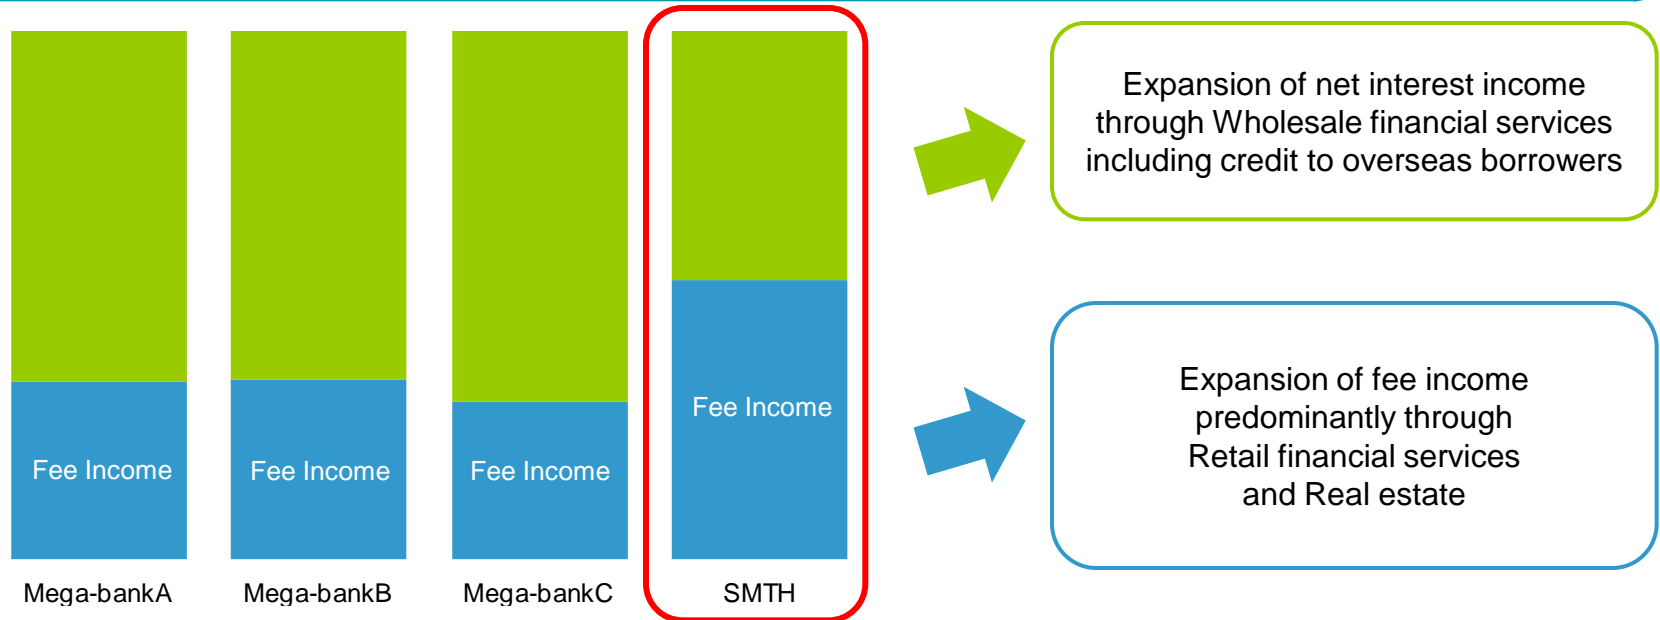 Expansion of net interest income
through Wholesale financial services
including credit to overseas borrowers
Fee Income
Fee Income
Fee Income
Fee Income
Expansion of fee income
predominantly through
Retail financial services
and Real estate
Mega-bankA
Mega-bankB
Mega-bankC
SMTH